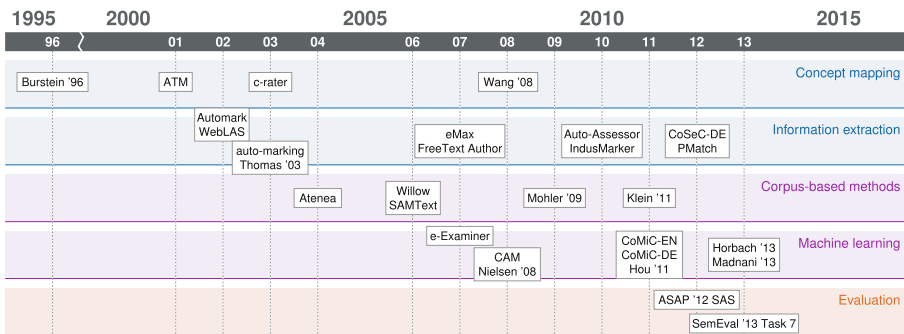 1995 2000 2005 2010 2015
96 01 02 03 04 06 07 08 09 10 11 12 13
Concept mapping
Burstein '96 ATM c-rater Wang '08
Information extraction
Automark
WebLAS
auto-marking
Thomas '03
eMax
FreeText Author
Auto-Assessor
IndusMarker
CoSeC-DE
PMatch
Corpus-based methods
Atenea
Willow
SAMText
Mohler '09
Klein '11
Machine learning
e-Examiner
CAM
Nielsen '08
CoMiC-EN
CoMiC-DE
Hou '11
Horbach '13
Madnani '13
Evaluation
ASAP '12 SAS
SemEval '13 Task 7